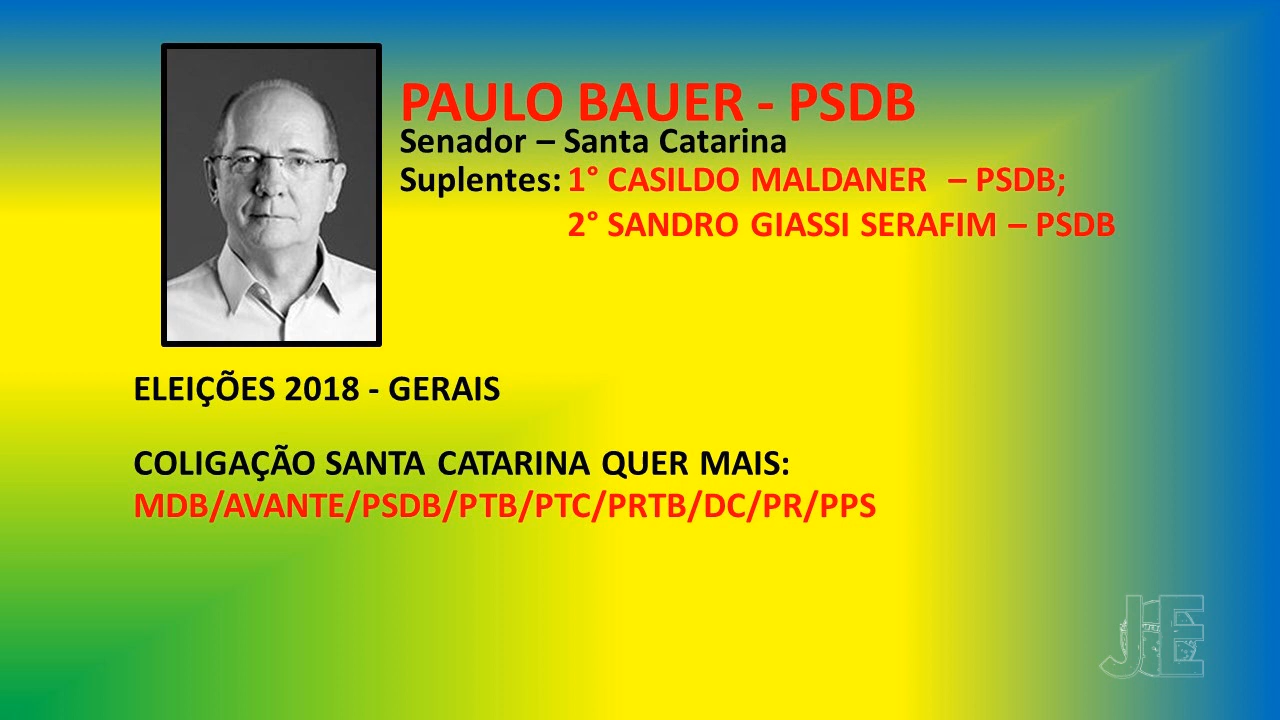 PAULO BAUER - PSDB
Senador – Santa Catarina
Suplentes: 1° CASILDO MALDANER – PSDB;
2° SANDRO GIASSI SERAFIM – PSDB
ELEIÇÕES 2018 - GERAIS
COLIGAÇÃO SANTA CATARINA QUER MAIS:
MDB/AVANTE/PSDB/PTB/PTC/PRTB/DC/PR/PPS
JE